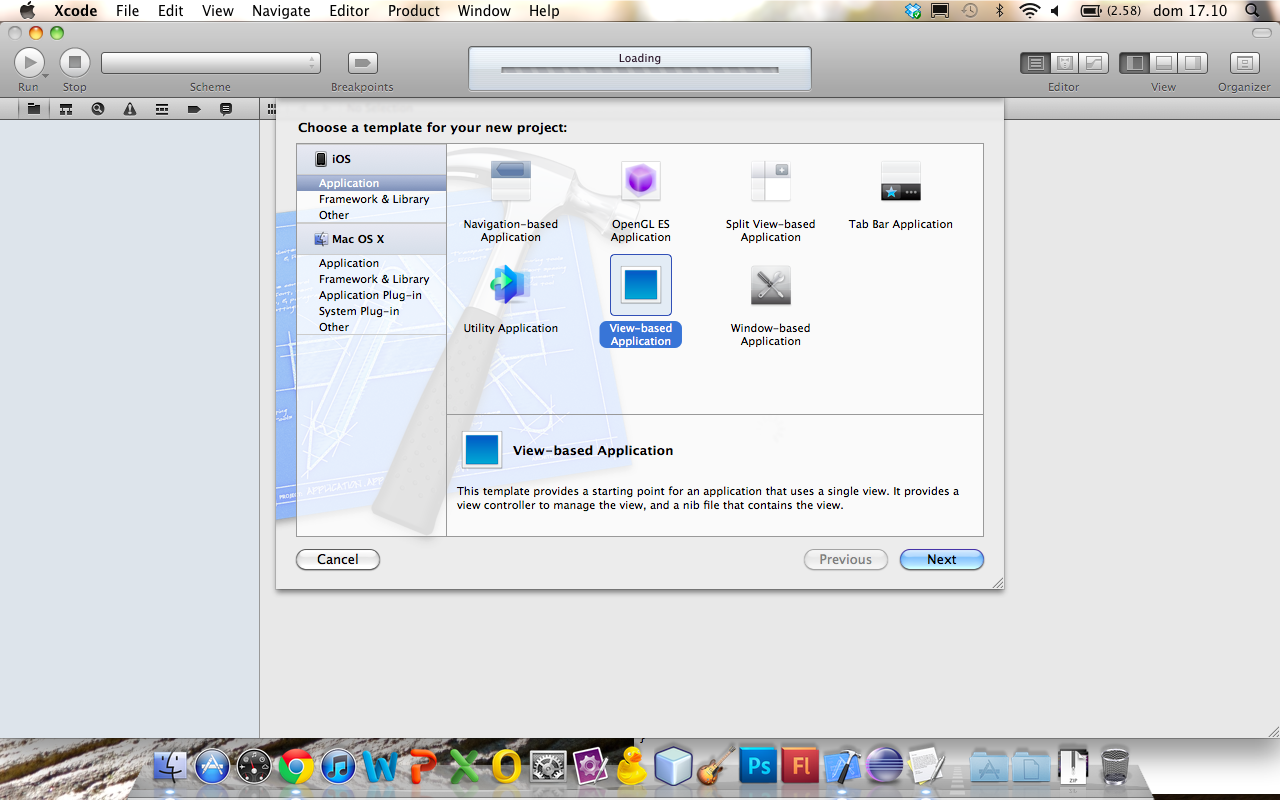 Xcode File Edit View Navigate Editor Product Window Help (2.58) dom 17.10
Loading
Run Stop Scheme Breakpoints Editor View Organizer
Choose a template for your new project:
iOS
Application
Framework & Library
Other
Mac OS X
Application
Framework & Library
Application Plug-in
System Plug-in
Other
Navigation-based
Application
OpenGL ES
Application
Split View-based
Application
Tab Bar Application
Utility Application
View-based
Application
Window-based
Application
View-based Application
This template provides a starting point for an application that uses a single view. It provides a
view controller to manage the view, and a nib file that contains the view.
Cancel Previous Next
Ps Fl ZIP